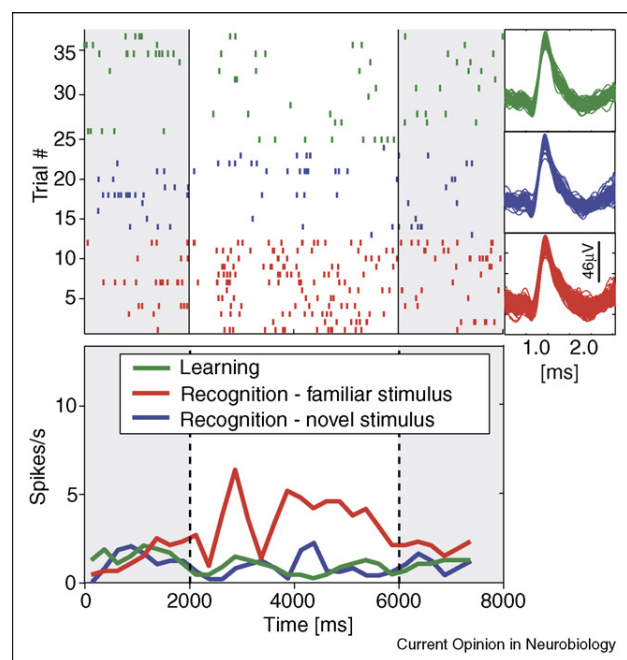 35
30
25
20
15
10
5
Trial #
46µV
1.0 2.0
[ms]
Learning
Recognition - familiar stimulus
Recognition - novel stimulus
10
5
0
Spikes/s
0 2000 4000 6000 8000
Time [ms]
Current Opinion in Neurobiology